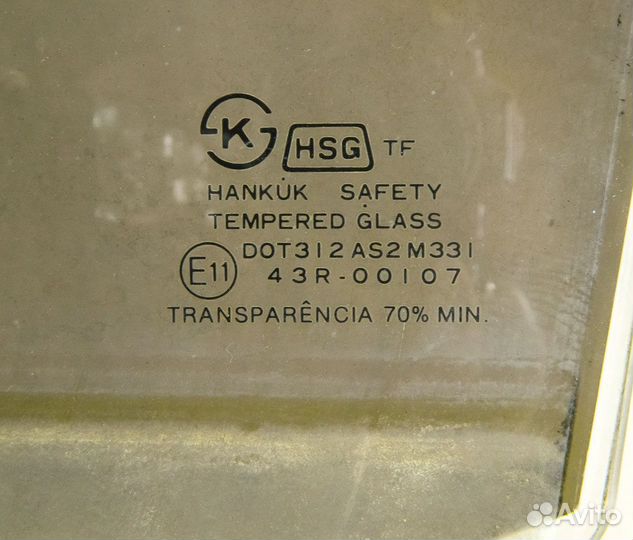 K HSG TF
HANKUK SAFETY
TEMPERED GLASS
DOT312 AS2 M331
E11 43R-00107
TRANSPARÊNCIA 70% MIN.
Avito